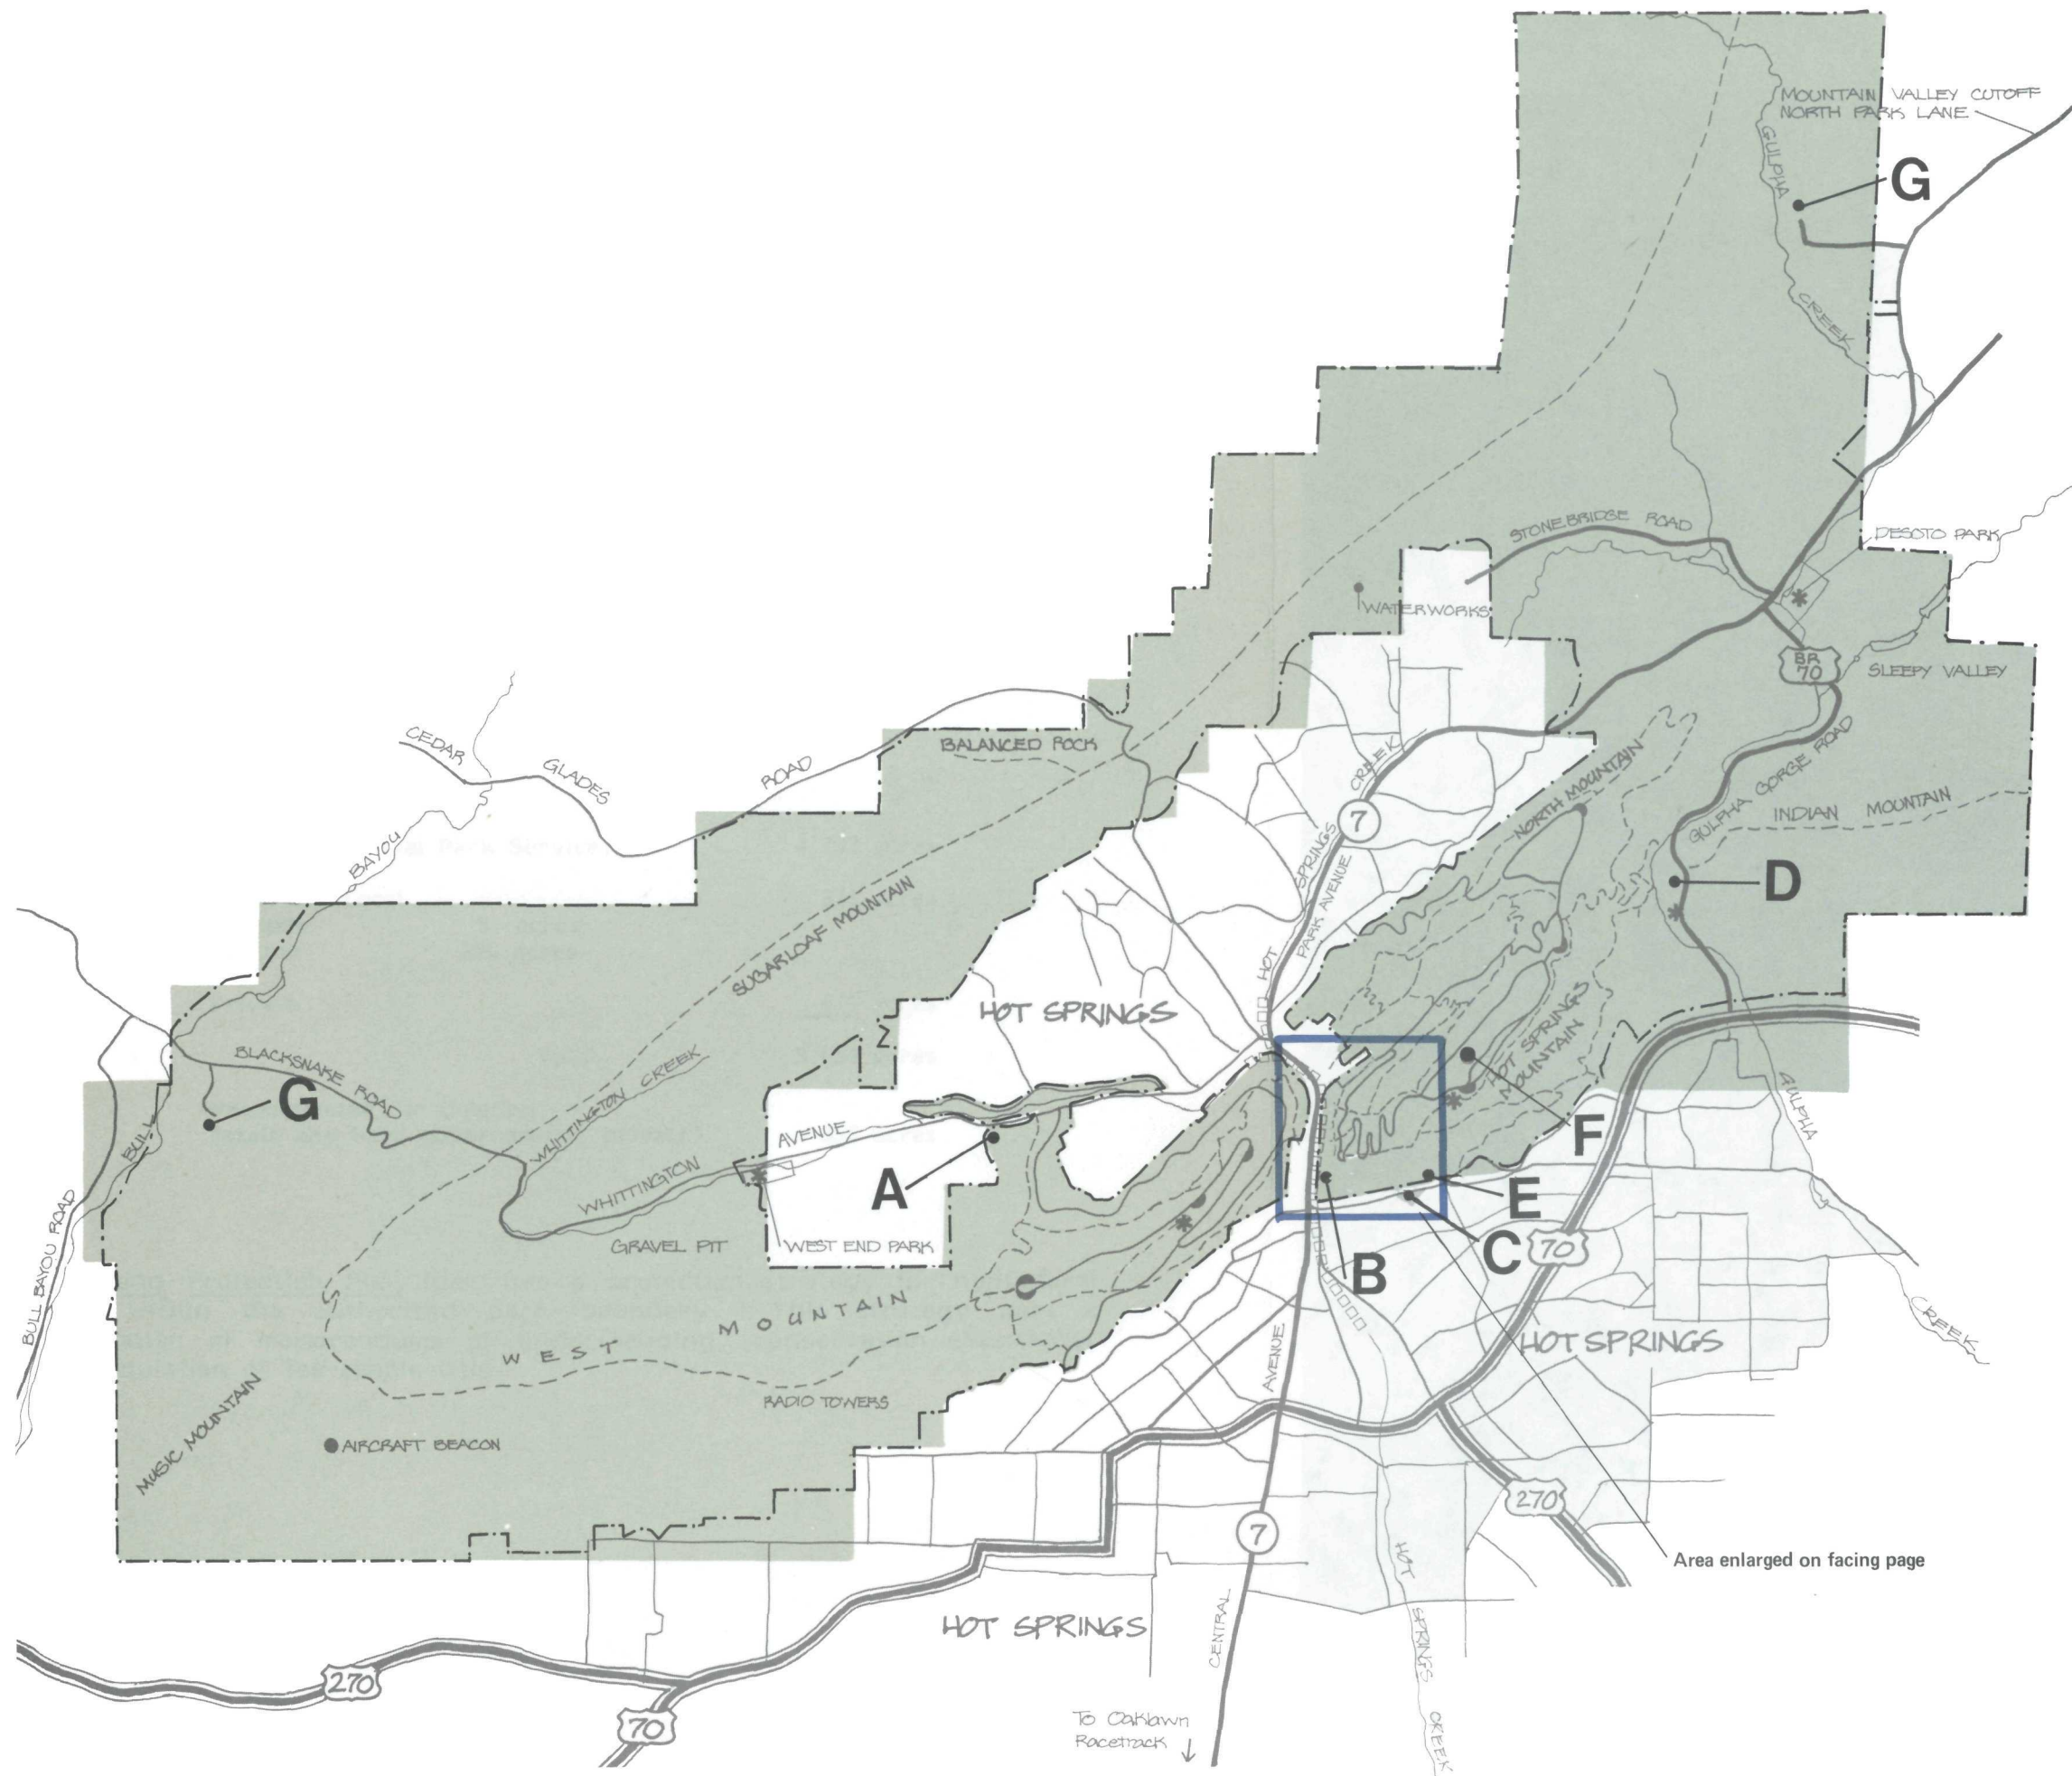 MOUNTAIN VALLEY CUTOFF
NORTH PARK LANE
GULPHA
G
CREEK
STONEBRIDGE ROAD
DESOTO PARK
WATERWORKS
BR
70
SLEEPY VALLEY
CEDAR GLADES ROAD
BALANCED ROCK
CREEK
NORTH MOUNTAIN
GULPHA GORGE ROAD
INDIAN MOUNTAIN
7
SPRINGS
PARK AVENUE
BAYOU
D
SUGARLOAF MOUNTAIN
HOT
HOT SPRINGS
HOT SPRINGS
MOUNTAIN
BLACKSNAKE ROAD
G
WHITTINGTON CREEK
BULL
AVENUE
WHITTINGTON
A
F
GULPHA
E
C
70
B
BULL BAYOU ROAD
GRAVEL PIT
WEST END PARK
WEST MOUNTAIN
CREEK
HOT SPRINGS
AVENUE
RADIO TOWERS
MUSIC MOUNTAIN
AIRCRAFT BEACON
270
7
HOT
Area enlarged on facing page
HOT SPRINGS
CENTRAL
SPRINGS
270
70
To Oaklawn
Racetrack
CREEK